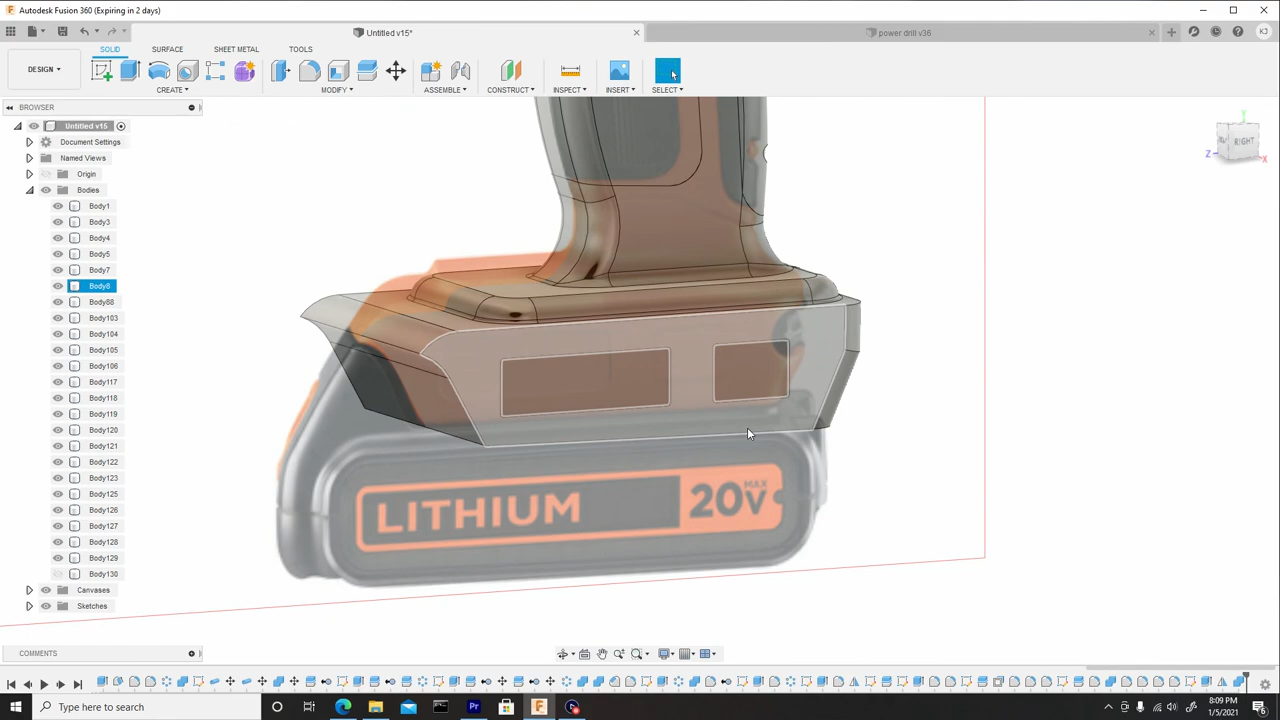 Autodesk Fusion 360 (Expiring in 2 days)
Untitled v15*
power drill v36
KJ
DESIGN
SOLID
SURFACE
SHEET METAL
TOOLS
CREATE
MODIFY
ASSEMBLE
CONSTRUCT
INSPECT
INSERT
SELECT
BROWSER
Untitled v15
Document Settings
Named Views
Origin
Bodies
Body1
Body3
Body4
Body5
Body7
Body8
Body88
Body103
Body104
Body105
Body106
Body117
Body118
Body119
Body120
Body121
Body122
Body123
Body125
Body126
Body127
Body128
Body129
Body130
Canvases
Sketches
Y
RIGHT
Z
X
LITHIUM
20V MAX
COMMENTS
Type here to search
8:09 PM
1/5/2021